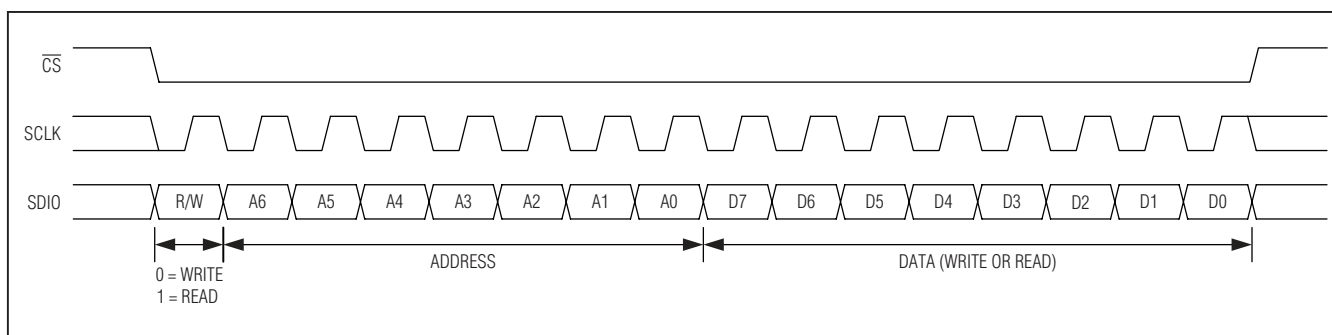 CS
SCLK
SDIO R/W A6 A5 A4 A3 A2 A1 A0 D7 D6 D5 D4 D3 D2 D1 D0
0 = WRITE
1 = READ
ADDRESS
DATA (WRITE OR READ)